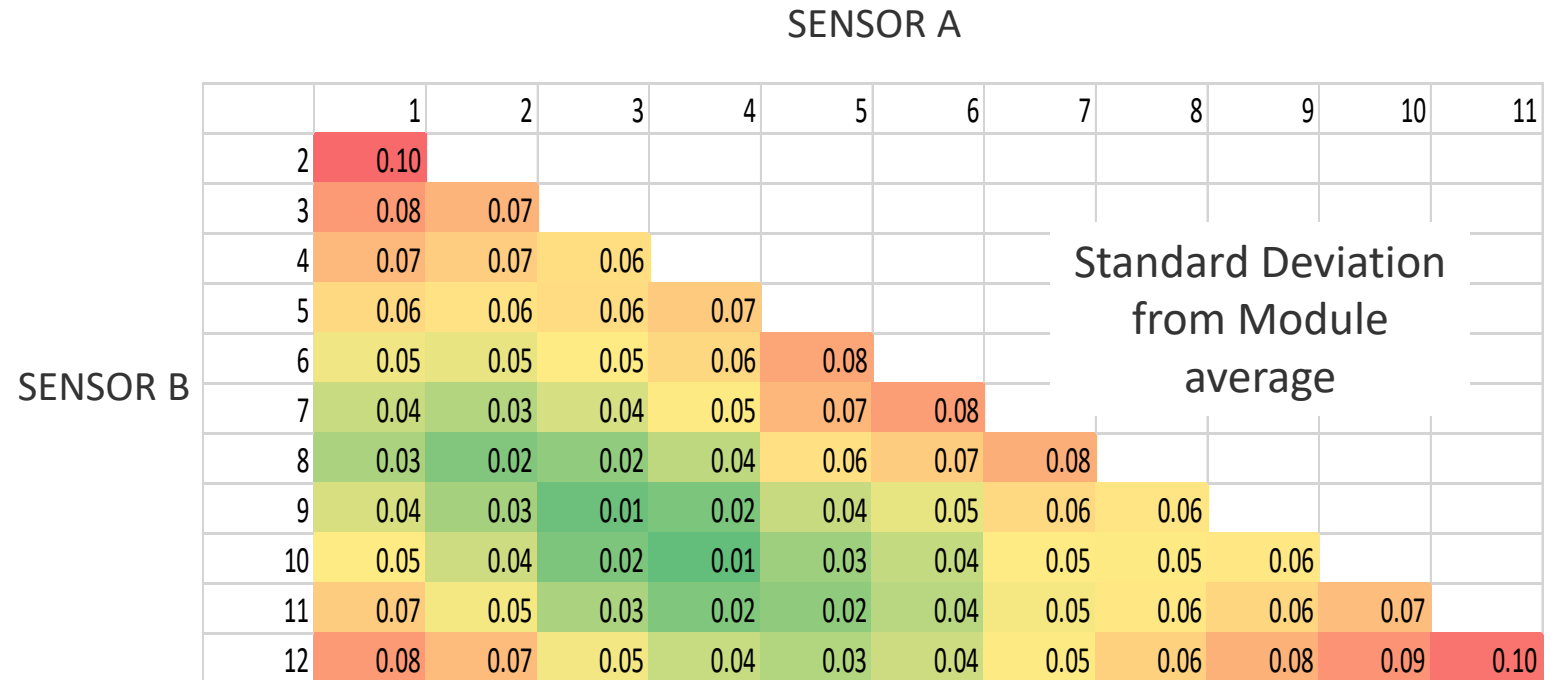 SENSOR A
1 2 3 4 5 6 7 8 9 10 11
2 0.10
3 0.08 0.07
4 0.07 0.07 0.06
5 0.06 0.06 0.06 0.07
6 0.05 0.05 0.05 0.06 0.08
7 0.04 0.03 0.04 0.05 0.07 0.08
8 0.03 0.02 0.02 0.04 0.06 0.07 0.08
9 0.04 0.03 0.01 0.02 0.04 0.05 0.06 0.06
10 0.05 0.04 0.02 0.01 0.03 0.04 0.05 0.05 0.06
11 0.07 0.05 0.03 0.02 0.02 0.04 0.05 0.06 0.06 0.07
12 0.08 0.07 0.05 0.04 0.03 0.04 0.05 0.06 0.08 0.09 0.10
SENSOR B
Standard Deviation
from Module
average